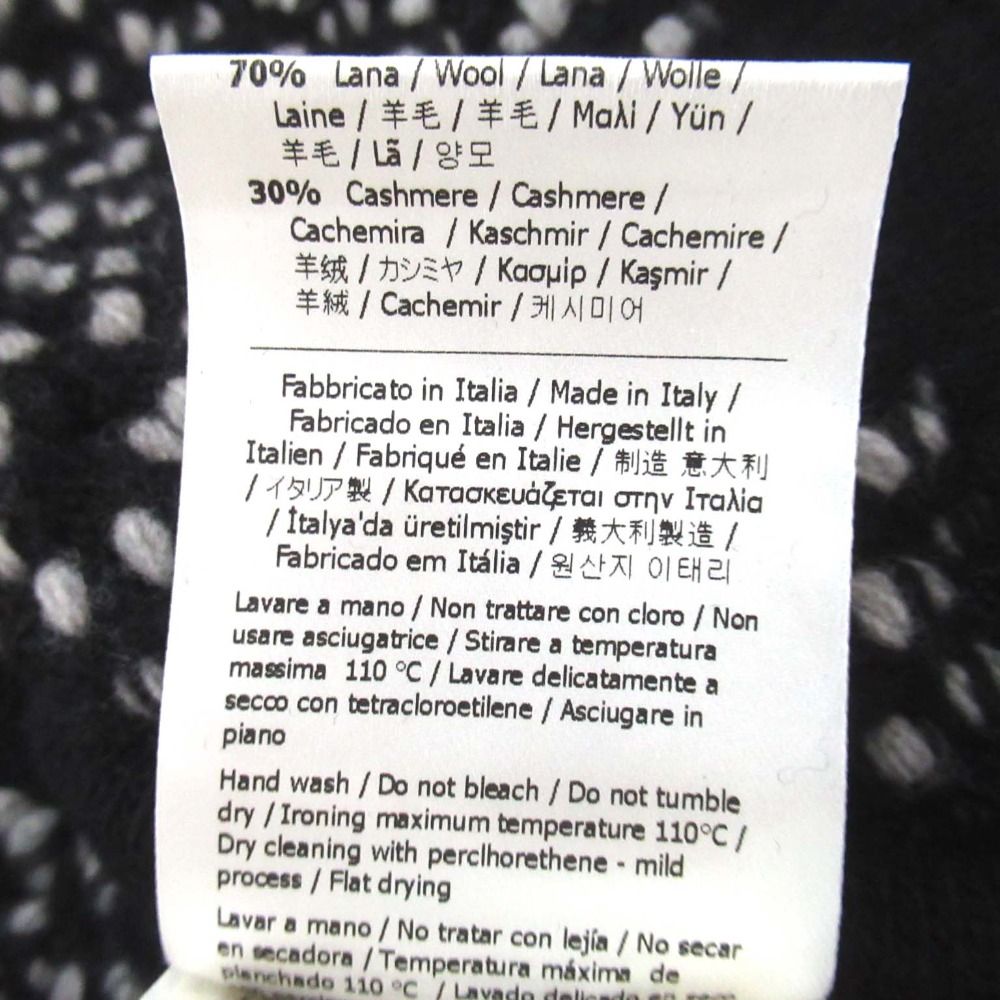 70% Lana / Wool / Lana / Wolle /
Laine / 羊毛 / 羊毛 / Μαλί / Yün /
羊毛 / Lã / 양모
30% Cashmere / Cashmere /
Cachemira / Kaschmir / Cachemire /
羊绒 / カシミヤ / Κασμίρ / Kaşmir /
羊絨 / Cachemir / 케시미어
Fabbricato in Italia / Made in Italy /
Fabricado en Italia / Hergestellt in
Italien / Fabriqué en Italie / 制造 意大利
/ イタリア製 / Κατασκευάζεται στην Ιταλία
/ İtalya'da üretilmiştir / 義大利製造 /
Fabricado em Itália / 원산지 이태리
Lavare a mano / Non trattare con cloro / Non
usare asciugatrice / Stirare a temperatura
massima 110 °C / Lavare delicatamente a
secco con tetracloroetilene / Asciugare in
piano
Hand wash / Do not bleach / Do not tumble
dry / Ironing maximum temperature 110°C /
Dry cleaning with perclhorethene - mild
process / Flat drying
Lavar a mano / No tratar con lejía / No secar
en secadora / Temperatura máxima de
planchado 110 °C / Lavado delicado en seco